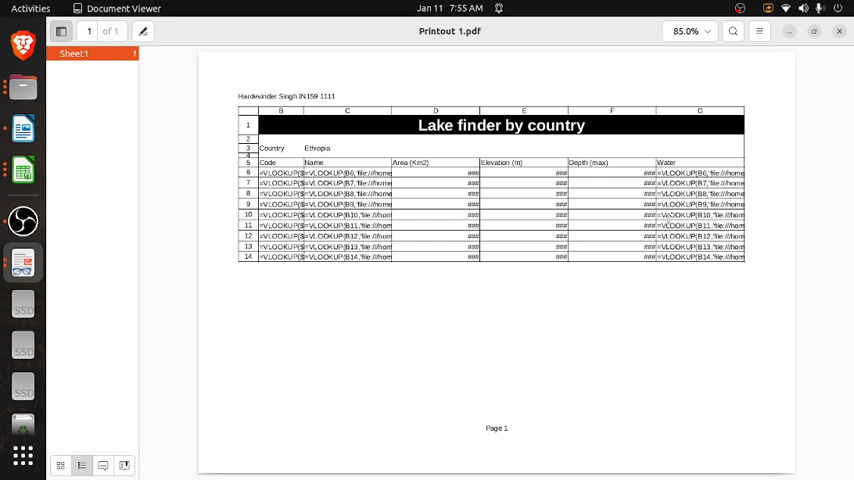 Activities Document Viewer Jan 11 7:55 AM
1 of 1 Printout 1.pdf 85.0%
Sheet1 1
Hardevinder Singh IN159 1111
B C D E F G
1 Lake finder by country
2
3 Country Ethiopia
4
5 Code Name Area (Km2) Elevation (m) Depth (max) Water
6 =VLOOKUP($ =VLOOKUP(B6,'file:///home ### ### ### =VLOOKUP(B6,'file:///home
7 =VLOOKUP($ =VLOOKUP(B7,'file:///home ### ### ### =VLOOKUP(B7,'file:///home
8 =VLOOKUP($ =VLOOKUP(B8,'file:///home ### ### ### =VLOOKUP(B8,'file:///home
9 =VLOOKUP($ =VLOOKUP(B9,'file:///home ### ### ### =VLOOKUP(B9,'file:///home
10 =VLOOKUP($ =VLOOKUP(B10,'file:///hom ### ### ### =VLOOKUP(B10,'file:///hom
11 =VLOOKUP($ =VLOOKUP(B11,'file:///hom ### ### ### =VLOOKUP(B11,'file:///hom
12 =VLOOKUP($ =VLOOKUP(B12,'file:///hom ### ### ### =VLOOKUP(B12,'file:///hom
13 =VLOOKUP($ =VLOOKUP(B13,'file:///hom ### ### ### =VLOOKUP(B13,'file:///hom
14 =VLOOKUP($ =VLOOKUP(B14,'file:///hom ### ### ### =VLOOKUP(B14,'file:///hom
Page 1
SSD
SSD
SSD